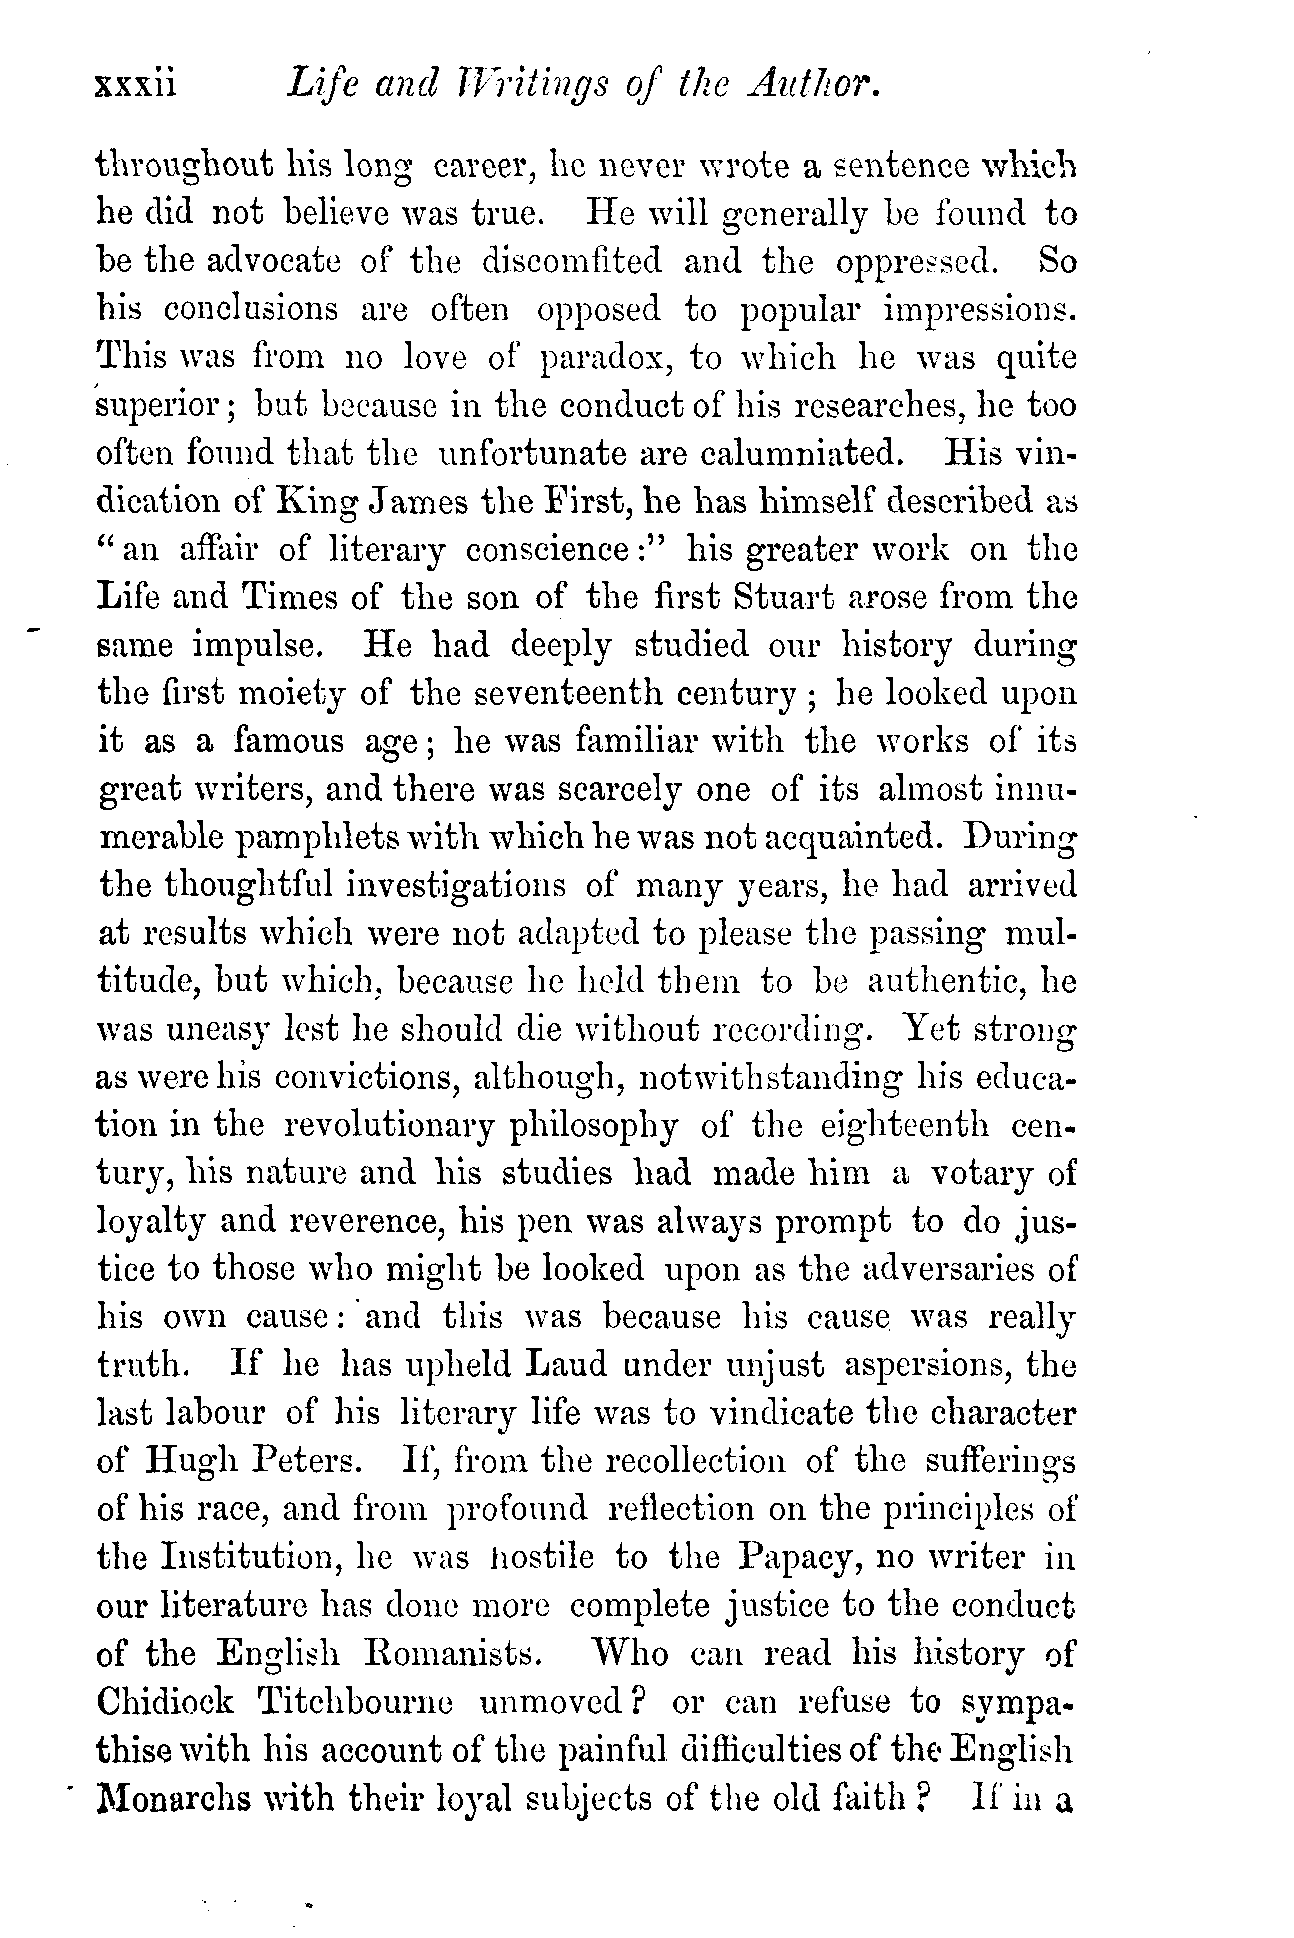 xxxii Life and Writings of the Author.
throughout his long career, he never wrote a sentence which
he did not believe was true. He will generally be found to
be the advocate of the discomfited and the oppressed. So
his conclusions are often opposed to popular impressions.
This was from no love of paradox, to which he was quite
superior; but because in the conduct of his researches, he too
often found that the unfortunate are calumniated. His vin-
dication of King James the First, he has himself described as
“an affair of literary conscience:” his greater work on the
Life and Times of the son of the first Stuart arose from the
same impulse. He had deeply studied our history during
the first moiety of the seventeenth century; he looked upon
it as a famous age; he was familiar with the works of its
great writers, and there was scarcely one of its almost innu-
merable pamphlets with which he was not acquainted. During
the thoughtful investigations of many years, he had arrived
at results which were not adapted to please the passing mul-
titude, but which, because he held them to be authentic, he
was uneasy lest he should die without recording. Yet strong
as were his convictions, although, notwithstanding his educa-
tion in the revolutionary philosophy of the eighteenth cen-
tury, his nature and his studies had made him a votary of
loyalty and reverence, his pen was always prompt to do jus-
tice to those who might be looked upon as the adversaries of
his own cause: and this was because his cause was really
truth. If he has upheld Laud under unjust aspersions, the
last labour of his literary life was to vindicate the character
of Hugh Peters. If, from the recollection of the sufferings
of his race, and from profound reflection on the principles of
the Institution, he was hostile to the Papacy, no writer in
our literature has done more complete justice to the conduct
of the English Romanists. Who can read his history of
Chidiock Titchbourne unmoved? or can refuse to sympa-
thise with his account of the painful difficulties of the English
Monarchs with their loyal subjects of the old faith? If in a